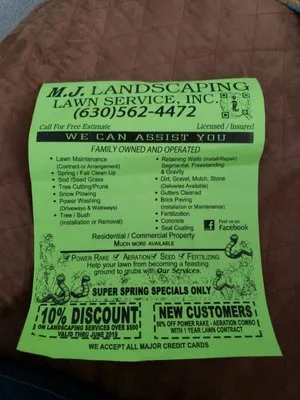 M.J. LANDSCAPING
LAWN SERVICE, INC.
(630)562-4472
Call For Free Estimate
Licensed / Insured
WE CAN ASSIST YOU
FAMILY OWNED AND OPERATED
• Lawn Maintenance
(Contract or Arrangement)
• Spring / Fall Clean Up
• Sod /Seed Grass
• Tree Cutting/Prune
• Snow Plowing
• Power Washing
(Driveways & Walkways)
• Tree / Bush
(Installation or Removal)
• Retaining Walls (Install/Repair)
Segmental, Freestanding
& Gravity
• Dirt, Gravel, Mulch, Stone
(Deliveries Available)
• Gutters Cleaned
• Brick Paving
(Installation or Maintenance)
• Fertilization
• Concrete
• Seal Coating
Find us on
Facebook
Residential / Commercial Property
MUCH MORE AVAILABLE
POWER RAKE AERATION SEED FERTILIZING
Help your lawn from becoming a feasting
ground to grubs with Our Services.
SUPER SPRING SPECIALS ONLY
10% DISCOUNT
ON LANDSCAPING SERVICES OVER $500
VALID THRU JUNE 2018
NEW CUSTOMERS
50% OFF POWER RAKE - AERATION COMBO
WITH 1 YEAR LAWN CONTRACT
WE ACCEPT ALL MAJOR CREDIT CARDS